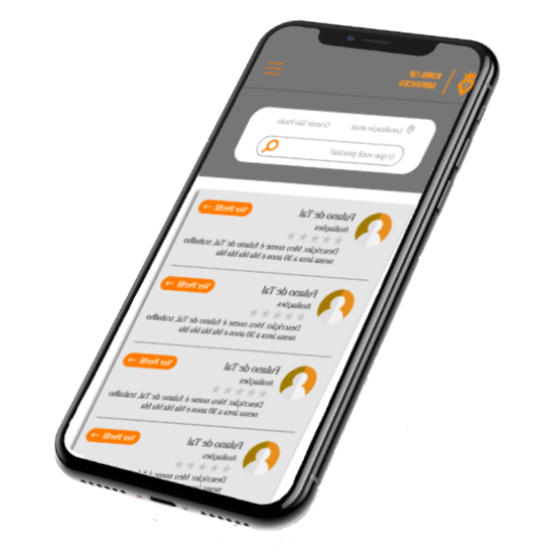 KING OF
SERVICES
Localização atual
Grande São Paulo
O que você precisa?
Fulano de Tal
Ver Perfil →
Avaliações
Descrição: Meu nome é fulano de Tal, trabalho
nessa área a 30 anos e bla bla bla
Fulano de Tal
Ver Perfil →
Avaliações
Descrição: Meu nome é fulano de Tal, trabalho
nessa área a 30 anos e bla bla bla
Fulano de Tal
Ver Perfil →
Avaliações
Descrição: Meu nome é fulano de Tal, trabalho
nessa área a 30 anos e bla bla bla
Fulano de Tal
Ver Perfil →
Avaliações
Descrição: Meu nome é
nessa área a 30 anos